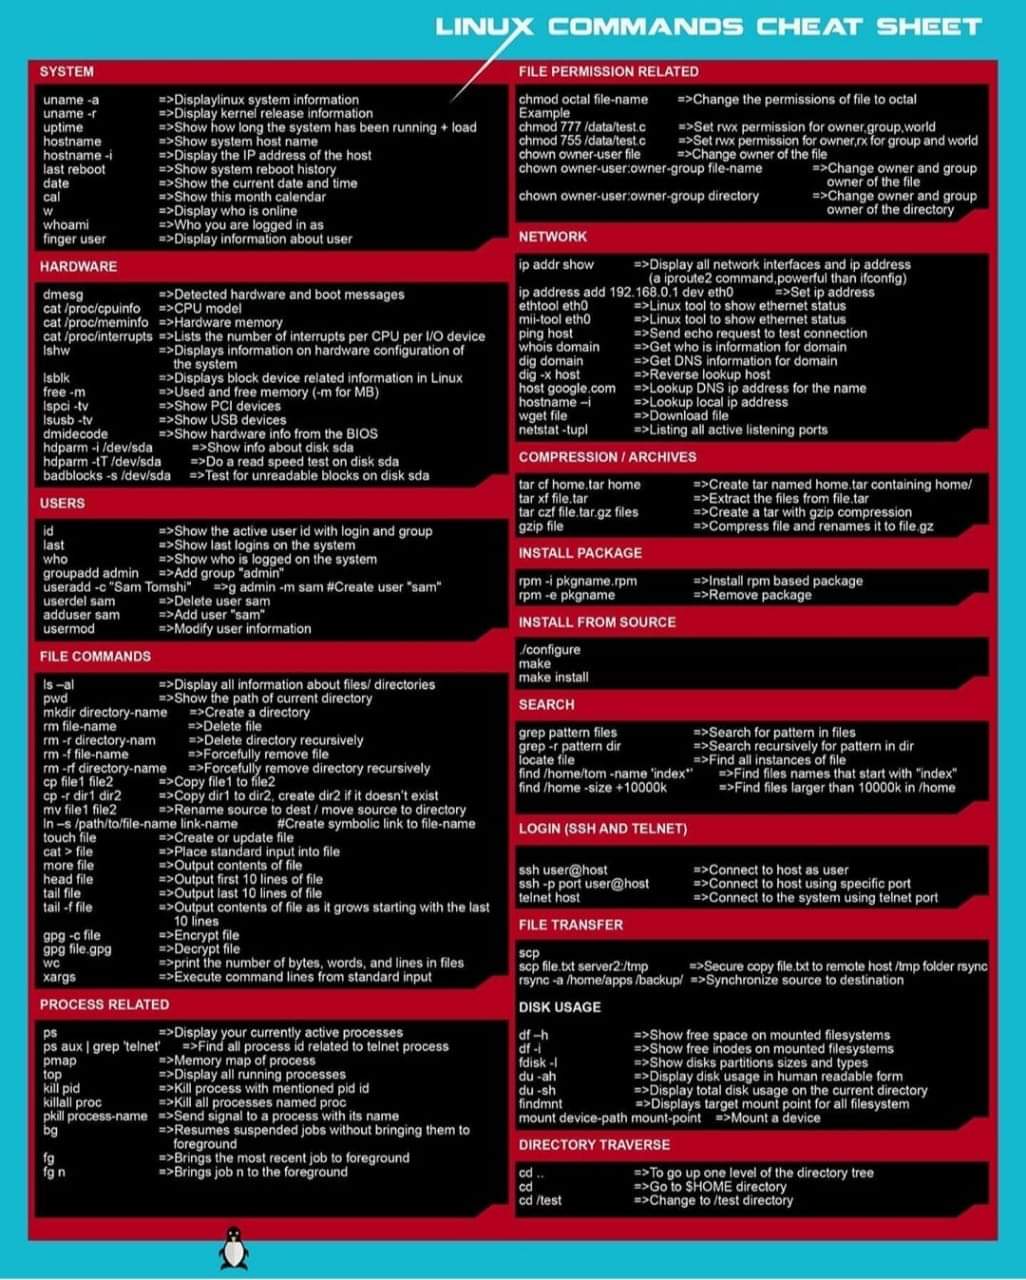 LINUX COMMANDS CHEAT SHEET
SYSTEM
uname -a =>Displaylinux system information
uname -r =>Display kernel release information
uptime =>Show how long the system has been running + load
hostname =>Show system host name
hostname -i =>Display the IP address of the host
last reboot =>Show system reboot history
date =>Show the current date and time
cal =>Show this month calendar
w =>Display who is online
whoami =>Who you are logged in as
finger user =>Display information about user
HARDWARE
dmesg =>Detected hardware and boot messages
cat /proc/cpuinfo =>CPU model
cat /proc/meminfo =>Hardware memory
cat /proc/interrupts =>Lists the number of interrupts per CPU per I/O device
lshw =>Displays information on hardware configuration of
the system
lsblk =>Displays block device related information in Linux
free -m =>Used and free memory (-m for MB)
lspci -tv =>Show PCI devices
lsusb -tv =>Show USB devices
dmidecode =>Show hardware info from the BIOS
hdparm -i /dev/sda =>Show info about disk sda
hdparm -tT /dev/sda =>Do a read speed test on disk sda
badblocks -s /dev/sda =>Test for unreadable blocks on disk sda
USERS
id =>Show the active user id with login and group
last =>Show last logins on the system
who =>Show who is logged on the system
groupadd admin =>Add group "admin"
useradd -c "Sam Tomshi" =>g admin -m sam #Create user "sam"
userdel sam =>Delete user sam
adduser sam =>Add user "sam"
usermod =>Modify user information
FILE COMMANDS
ls –al =>Display all information about files/ directories
pwd =>Show the path of current directory
mkdir directory-name =>Create a directory
rm file-name =>Delete file
rm -r directory-nam =>Delete directory recursively
rm -f file-name =>Forcefully remove file
rm -rf directory-name =>Forcefully remove directory recursively
cp file1 file2 =>Copy file1 to file2
cp -r dir1 dir2 =>Copy dir1 to dir2, create dir2 if it doesn't exist
mv file1 file2 =>Rename source to dest / move source to directory
ln –s /path/to/file-name link-name #Create symbolic link to file-name
touch file =>Create or update file
cat > file =>Place standard input into file
more file =>Output contents of file
head file =>Output first 10 lines of file
tail file =>Output last 10 lines of file
tail -f file =>Output contents of file as it grows starting with the last
10 lines
gpg -c file =>Encrypt file
gpg file.gpg =>Decrypt file
wc =>print the number of bytes, words, and lines in files
xargs =>Execute command lines from standard input
PROCESS RELATED
ps =>Display your currently active processes
ps aux | grep 'telnet' =>Find all process id related to telnet process
pmap =>Memory map of process
top =>Display all running processes
kill pid =>Kill process with mentioned pid id
killall proc =>Kill all processes named proc
pkill process-name =>Send signal to a process with its name
bg =>Resumes suspended jobs without bringing them to
foreground
fg =>Brings the most recent job to foreground
fg n =>Brings job n to the foreground
FILE PERMISSION RELATED
chmod octal file-name =>Change the permissions of file to octal
Example
chmod 777 /data/test.c =>Set rwx permission for owner,group,world
chmod 755 /data/test.c =>Set rwx permission for owner,rx for group and world
chown owner-user file =>Change owner of the file
chown owner-user:owner-group file-name =>Change owner and group
owner of the file
chown owner-user:owner-group directory =>Change owner and group
owner of the directory
NETWORK
ip addr show =>Display all network interfaces and ip address
(a iproute2 command,powerful than ifconfig)
ip address add 192.168.0.1 dev eth0 =>Set ip address
ethtool eth0 =>Linux tool to show ethernet status
mii-tool eth0 =>Linux tool to show ethernet status
ping host =>Send echo request to test connection
whois domain =>Get who is information for domain
dig domain =>Get DNS information for domain
dig -x host =>Reverse lookup host
host google.com =>Lookup DNS ip address for the name
hostname –i =>Lookup local ip address
wget file =>Download file
netstat -tupl =>Listing all active listening ports
COMPRESSION / ARCHIVES
tar cf home.tar home =>Create tar named home.tar containing home/
tar xf file.tar =>Extract the files from file.tar
tar czf file.tar.gz files =>Create a tar with gzip compression
gzip file =>Compress file and renames it to file.gz
INSTALL PACKAGE
rpm -i pkgname.rpm =>Install rpm based package
rpm -e pkgname =>Remove package
INSTALL FROM SOURCE
./configure
make
make install
SEARCH
grep pattern files =>Search for pattern in files
grep -r pattern dir =>Search recursively for pattern in dir
locate file =>Find all instances of file
find /home/tom -name 'index*' =>Find files names that start with "index"
find /home -size +10000k =>Find files larger than 10000k in /home
LOGIN (SSH AND TELNET)
ssh user@host =>Connect to host as user
ssh -p port user@host =>Connect to host using specific port
telnet host =>Connect to the system using telnet port
FILE TRANSFER
scp
scp file.txt server2:/tmp =>Secure copy file.txt to remote host /tmp folder rsync
rsync -a /home/apps /backup/ =>Synchronize source to destination
DISK USAGE
df –h =>Show free space on mounted filesystems
df -i =>Show free inodes on mounted filesystems
fdisk -l =>Show disks partitions sizes and types
du -ah =>Display disk usage in human readable form
du -sh =>Display total disk usage on the current directory
findmnt =>Displays target mount point for all filesystem
mount device-path mount-point =>Mount a device
DIRECTORY TRAVERSE
cd .. =>To go up one level of the directory tree
cd =>Go to $HOME directory
cd /test =>Change to /test directory